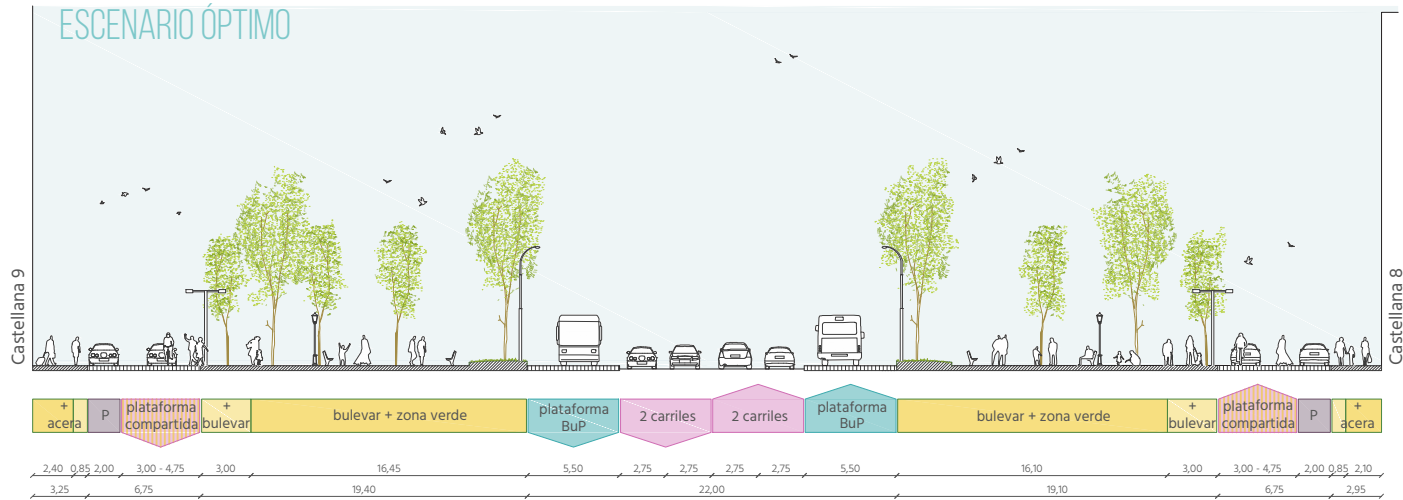 ESCENARIO ÓPTIMO
Castellana 9
Castellana 8
+
acera
P
plataforma
compartida
+
bulevar
bulevar + zona verde
plataforma
BuP
2 carriles
2 carriles
plataforma
BuP
bulevar + zona verde
+
bulevar
plataforma
compartida
P
+
acera
2,40 0,85 2,00 3,00 - 4,75 3,00 16,45 5,50 2,75 2,75 2,75 2,75 5,50 16,10 3,00 3,00 - 4,75 2,00 0,85 2,10
3,25 6,75 19,40 22,00 19,10 6,75 2,95